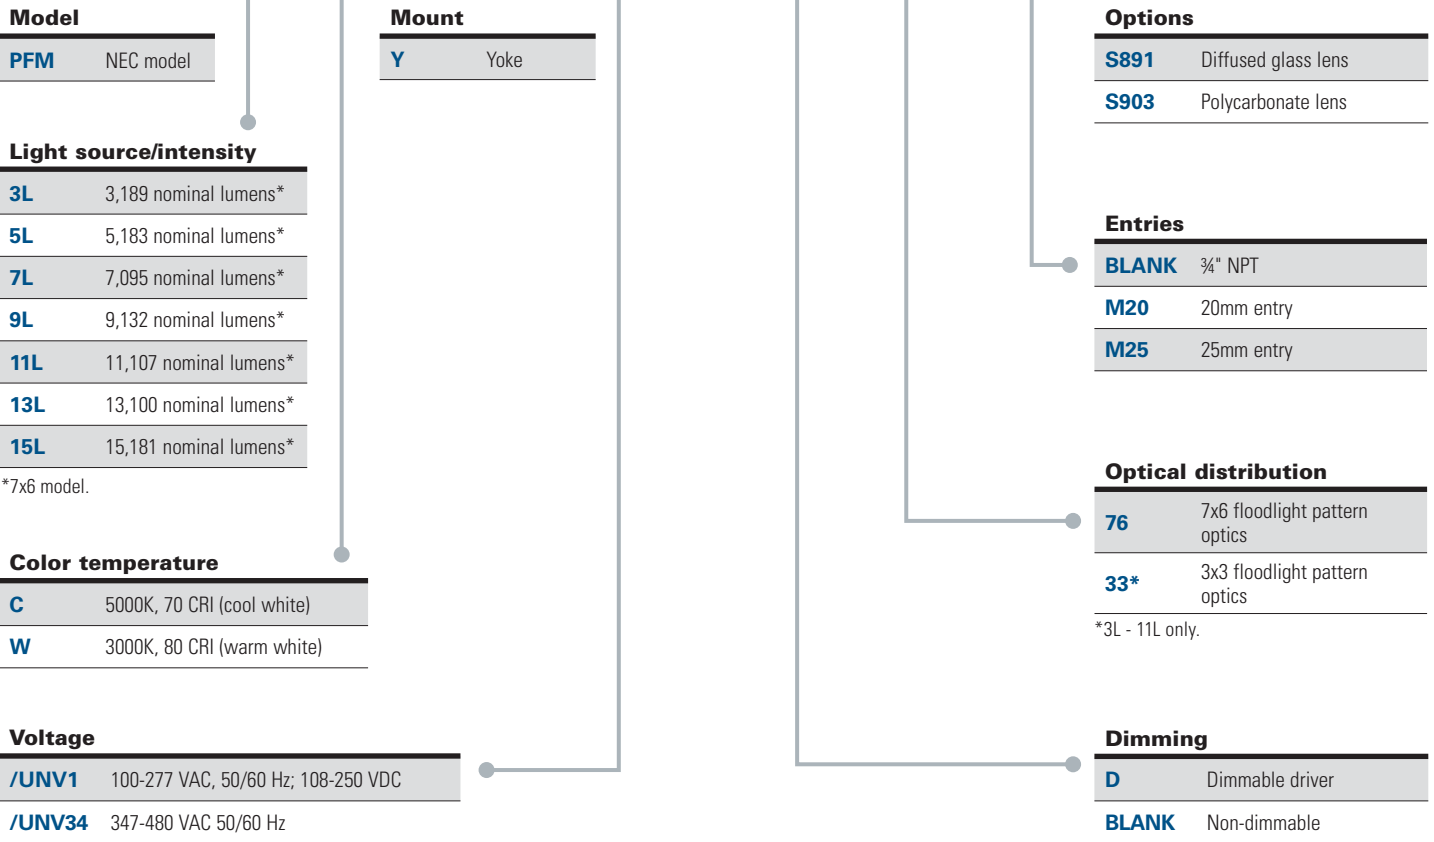 Model
PFM NEC model
Light source/intensity
3L 3,189 nominal lumens*
5L 5,183 nominal lumens*
7L 7,095 nominal lumens*
9L 9,132 nominal lumens*
11L 11,107 nominal lumens*
13L 13,100 nominal lumens*
15L 15,181 nominal lumens*
*7x6 model.
Color temperature
C 5000K, 70 CRI (cool white)
W 3000K, 80 CRI (warm white)
Voltage
/UNV1 100-277 VAC, 50/60 Hz; 108-250 VDC
/UNV34 347-480 VAC 50/60 Hz
Mount
Y Yoke
Options
S891 Diffused glass lens
S903 Polycarbonate lens
Entries
BLANK ¾" NPT
M20 20mm entry
M25 25mm entry
Optical distribution
76 7x6 floodlight pattern
optics
33* 3x3 floodlight pattern
optics
*3L - 11L only.
Dimming
D Dimmable driver
BLANK Non-dimmable